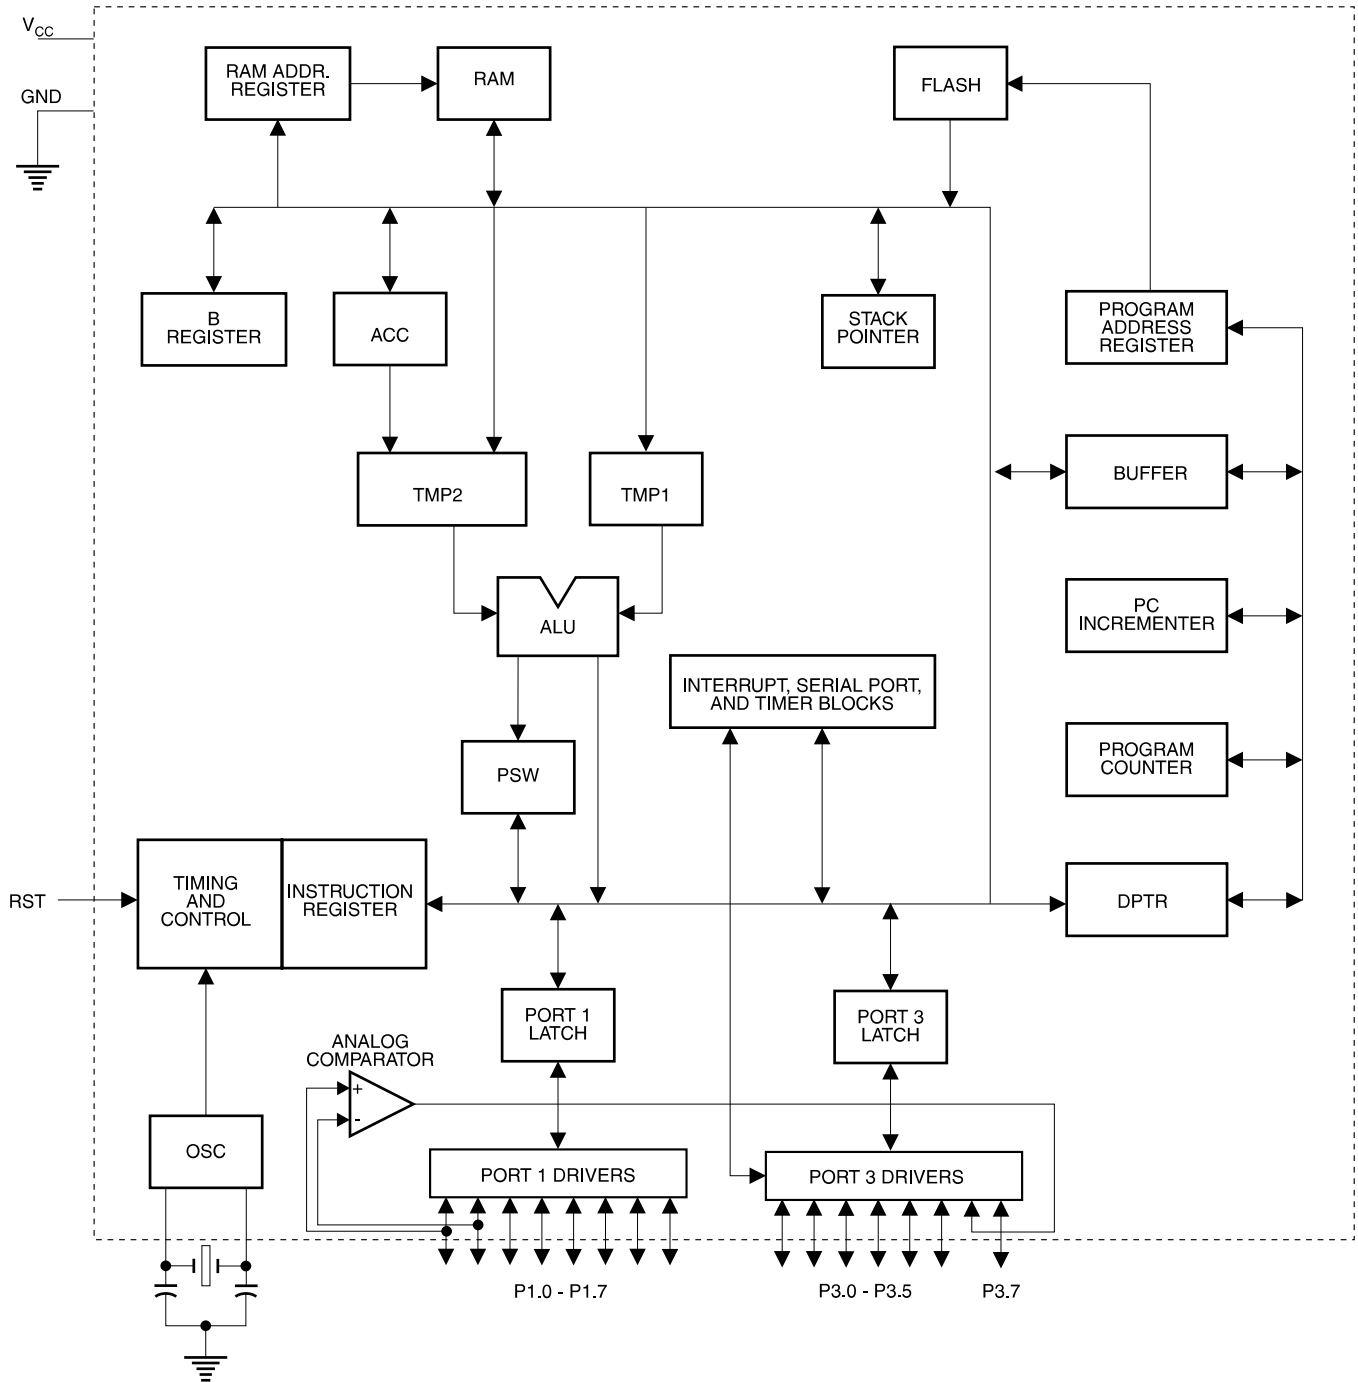 VCC
GND
RAM ADDR.
REGISTER
RAM
FLASH
B
REGISTER
ACC
STACK
POINTER
PROGRAM
ADDRESS
REGISTER
BUFFER
TMP2
TMP1
ALU
PC
INCREMENTER
INTERRUPT, SERIAL PORT,
AND TIMER BLOCKS
PROGRAM
COUNTER
PSW
RST
TIMING
AND
CONTROL
INSTRUCTION
REGISTER
DPTR
PORT 1
LATCH
PORT 3
LATCH
ANALOG
COMPARATOR
+
-
OSC
PORT 1 DRIVERS
PORT 3 DRIVERS
P1.0 - P1.7
P3.0 - P3.5
P3.7